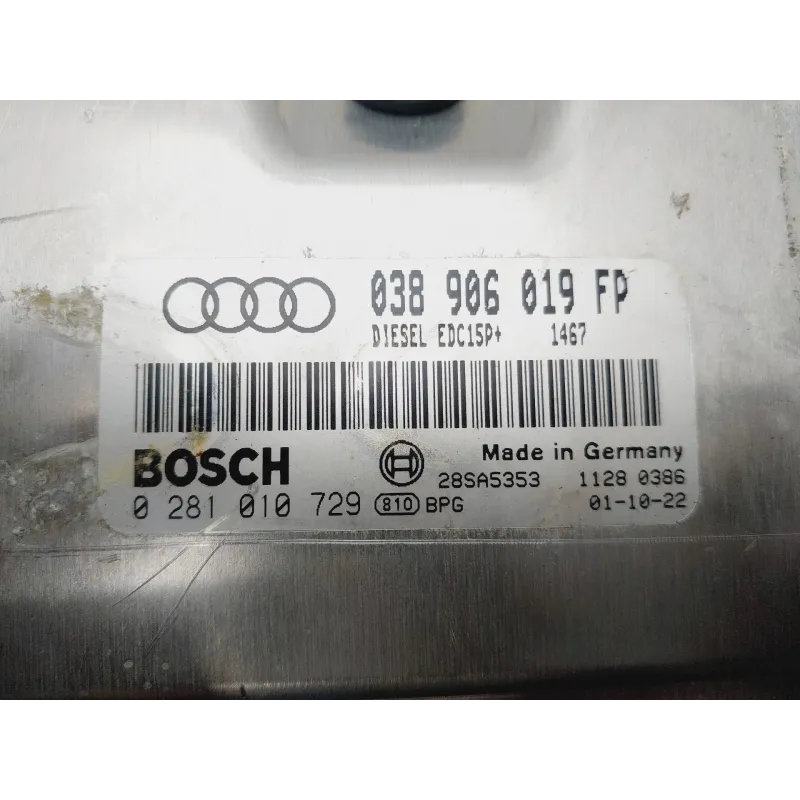 038 906 019 FP
DIESEL EDC15P+ 1467
BOSCH Made in Germany
28SA5353 1128 0386
0 281 010 729 810 BPG 01-10-22